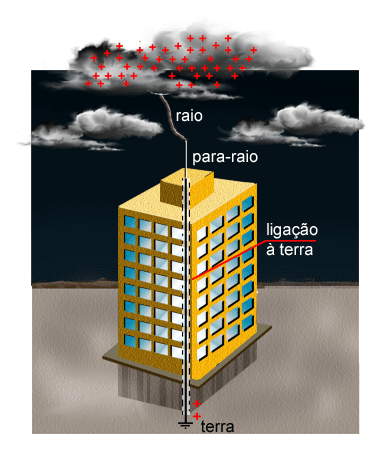 raio
para-raio
ligação
à terra
terra